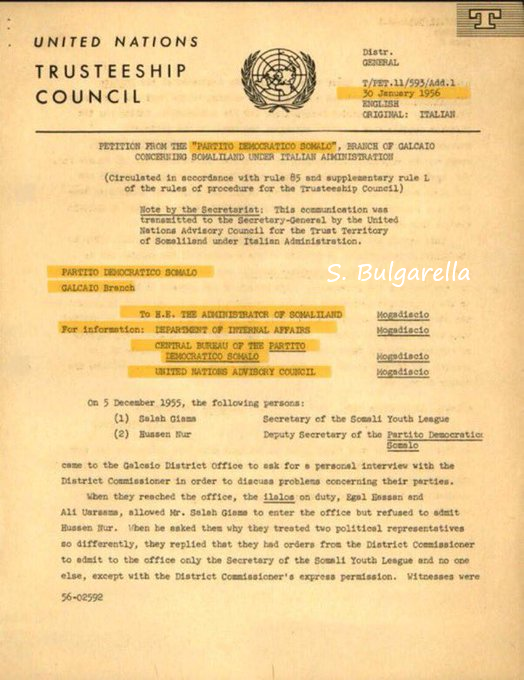 T
UNITED NATIONS
TRUSTEESHIP
COUNCIL
Distr.
GENERAL
T/PET.11/593/Add.1
30 January 1956
ENGLISH
ORIGINAL: ITALIAN
PETITION FROM THE "PARTITO DEMOCRATICO SOMALO", BRANCH OF GALCAIO
CONCERNING SOMALILAND UNDER ITALIAN ADMINISTRATION
(Circulated in accordance with rule 85 and supplementary rule L
of the rules of procedure for the Trusteeship Council)
Note by the Secretariat: This communication was
transmitted to the Secretary-General by the United
Nations Advisory Council for the Trust Territory
of Somaliland under Italian Administration.
PARTITO DEMOCRATICO SOMALO
GALCAIO Branch
S. Bulgarella
To H.E. THE ADMINISTRATOR OF SOMALILAND Mogadiscio
For information: DEPARTMENT OF INTERNAL AFFAIRS Mogadiscio
CENTRAL BUREAU OF THE PARTITO
DEMOCRATICO SOMALO Mogadiscio
UNITED NATIONS ADVISORY COUNCIL Mogadiscio
On 5 December 1955, the following persons:
(1) Salah Giama Secretary of the Somali Youth League
(2) Hussen Nur Deputy Secretary of the Partito Democratico
Somalo
came to the Galcaio District Office to ask for a personal interview with the
District Commissioner in order to discuss problems concerning their parties.
When they reached the office, the ilalos on duty, Egal Hassan and
Ali Uarsama, allowed Mr. Salah Giama to enter the office but refused to admit
Hussen Nur. When he asked them why they treated two political representatives
so differently, they replied that they had orders from the District Commissioner
to admit to the office only the Secretary of the Somali Youth League and no one
else, except with the District Commissioner's express permission. Witnesses were
56-02592